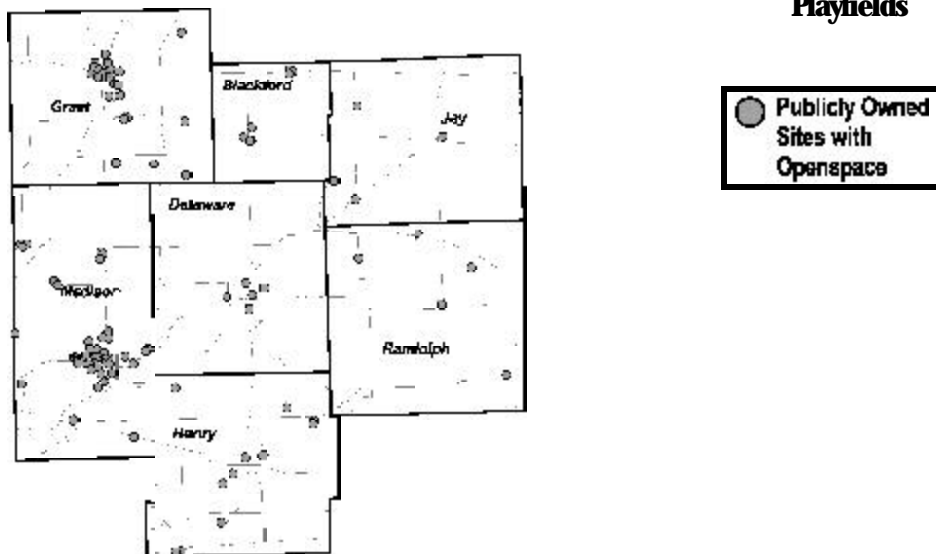 Playfields
Publicly Owned
Sites with
Openspace
Grant
Blackford
Jay
Delaware
Madison
Randolph
Henry